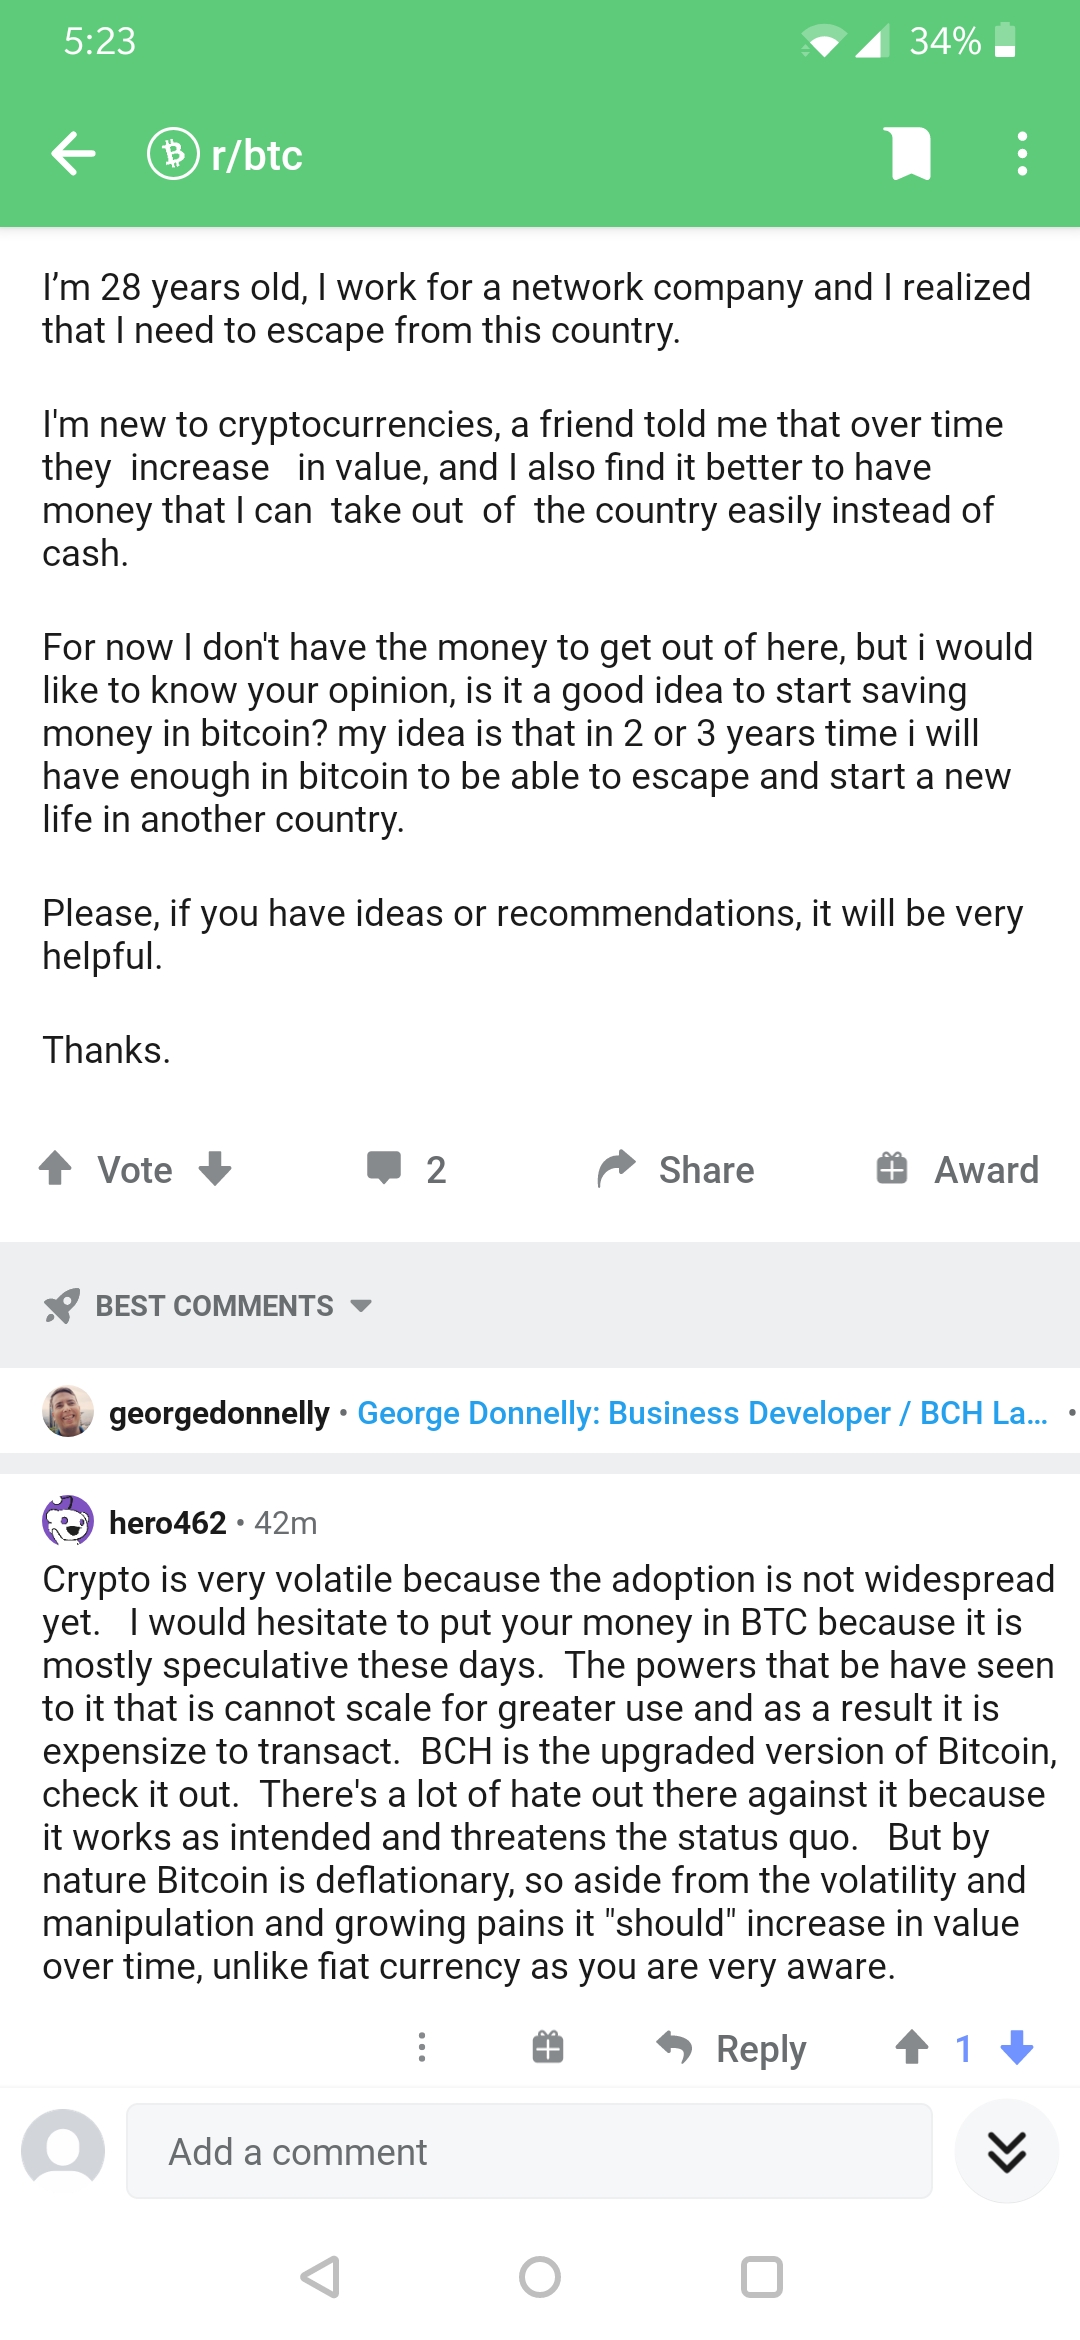 5:23
34%
r/btc
I’m 28 years old, I work for a network company and I realized
that I need to escape from this country.
I'm new to cryptocurrencies, a friend told me that over time
they  increase   in value, and I also find it better to have
money that I can  take out  of  the country easily instead of
cash.
For now I don't have the money to get out of here, but i would
like to know your opinion, is it a good idea to start saving
money in bitcoin? my idea is that in 2 or 3 years time i will
have enough in bitcoin to be able to escape and start a new
life in another country.
Please, if you have ideas or recommendations, it will be very
helpful.
Thanks.
Vote 2 Share Award
BEST COMMENTS
georgedonnelly • George Donnelly: Business Developer / BCH La... •
hero462 • 42m
Crypto is very volatile because the adoption is not widespread
yet.   I would hesitate to put your money in BTC because it is
mostly speculative these days.  The powers that be have seen
to it that is cannot scale for greater use and as a result it is
expensize to transact.  BCH is the upgraded version of Bitcoin,
check it out.  There's a lot of hate out there against it because
it works as intended and threatens the status quo.   But by
nature Bitcoin is deflationary, so aside from the volatility and
manipulation and growing pains it "should" increase in value
over time, unlike fiat currency as you are very aware.
Reply 1
Add a comment